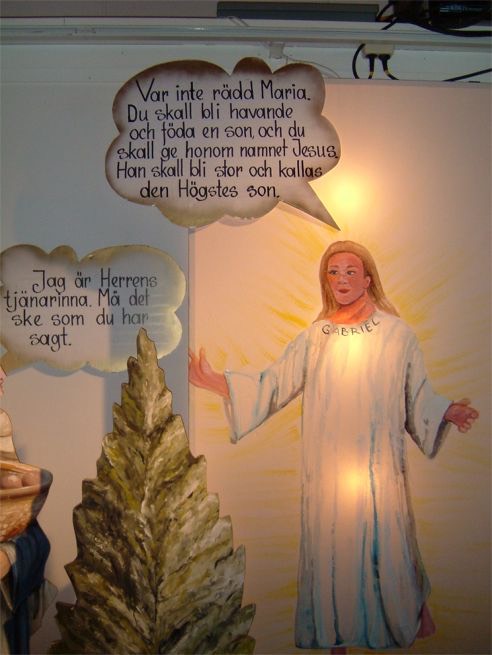 Var inte rädd Maria.
Du skall bli havande
och föda en son, och du
skall ge honom namnet Jesus.
Han skall bli stor och kallas
den Högstes son.
Jag är Herrens
tjänarinna. Må det
ske som du har
sagt.
GABRIEL